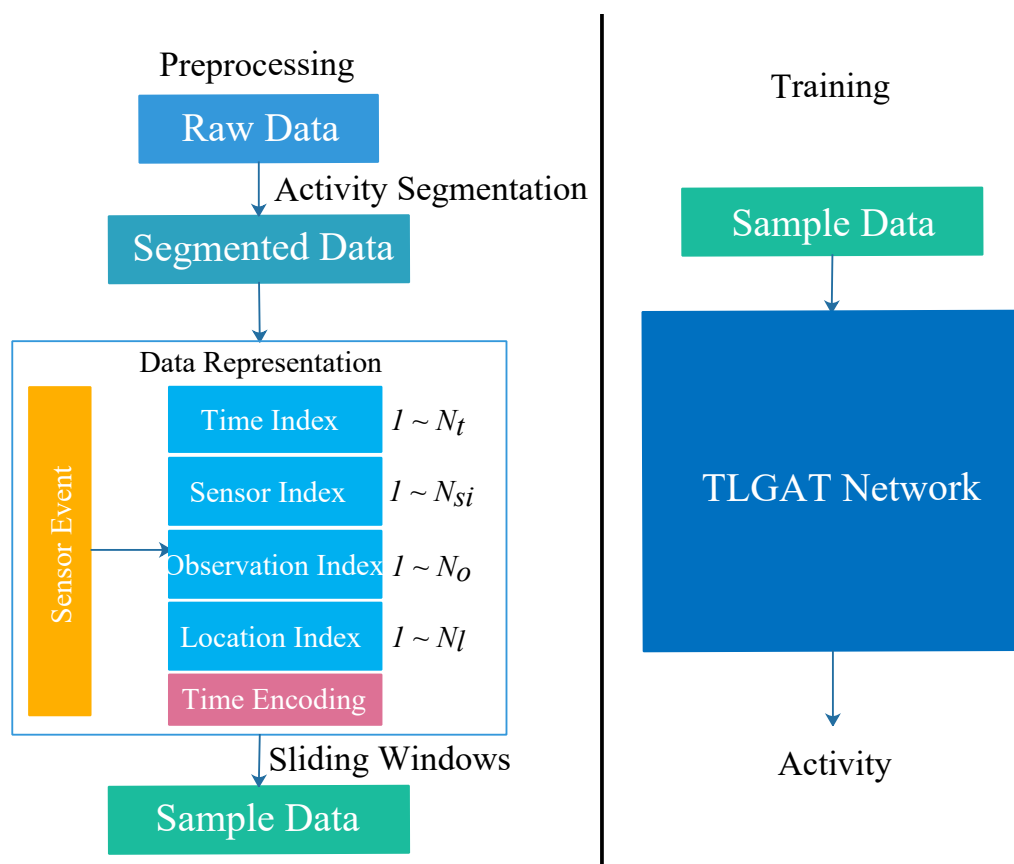 Preprocessing
Raw Data
Activity Segmentation
Segmented Data
Data Representation
Sensor Event
Time Index 1 ~ Nt
Sensor Index 1 ~ Nsi
Observation Index 1 ~ No
Location Index 1 ~ Nl
Time Encoding
Sliding Windows
Sample Data
Training
Sample Data
TLGAT Network
Activity